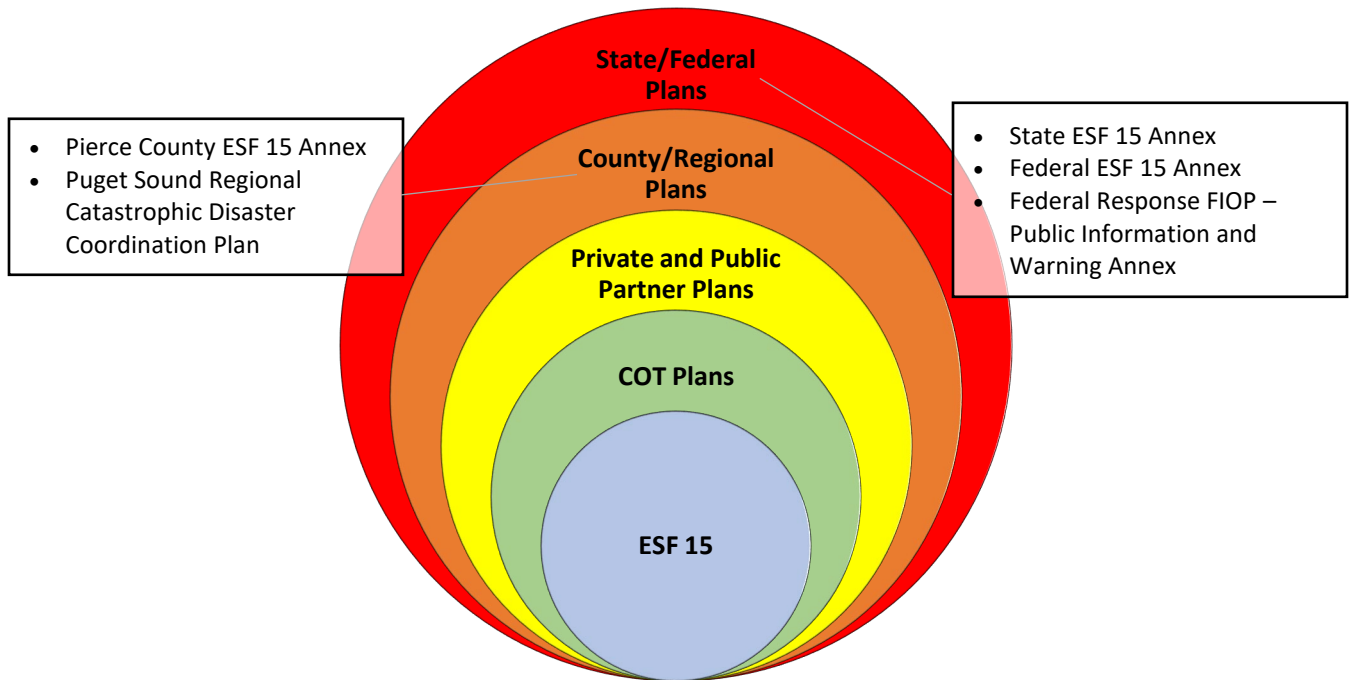 State/Federal
Plans
• Pierce County ESF 15 Annex
• Puget Sound Regional
Catastrophic Disaster
Coordination Plan
• State ESF 15 Annex
• Federal ESF 15 Annex
• Federal Response FIOP –
Public Information and
Warning Annex
County/Regional
Plans
Private and Public
Partner Plans
COT Plans
ESF 15